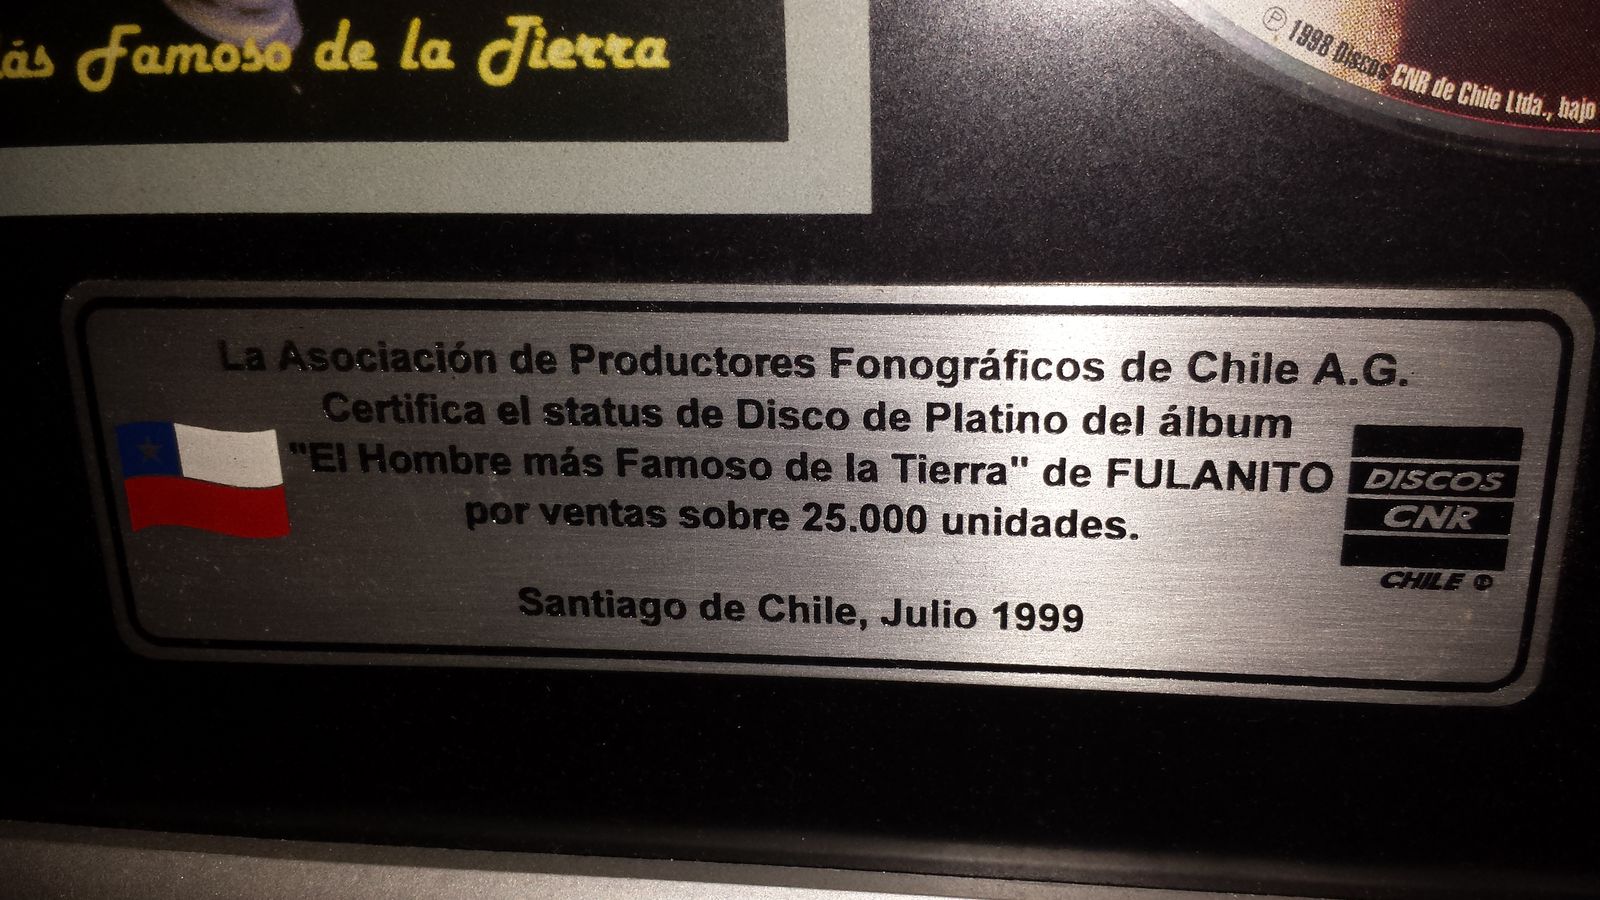 ás Famoso de la Tierra
℗ 1998 Discos CNR de Chile Ltda., bajo
La Asociación de Productores Fonográficos de Chile A.G.
Certifica el status de Disco de Platino del álbum
"El Hombre más Famoso de la Tierra" de FULANITO
por ventas sobre 25.000 unidades.
Santiago de Chile, Julio 1999
DISCOS
CNR
CHILE